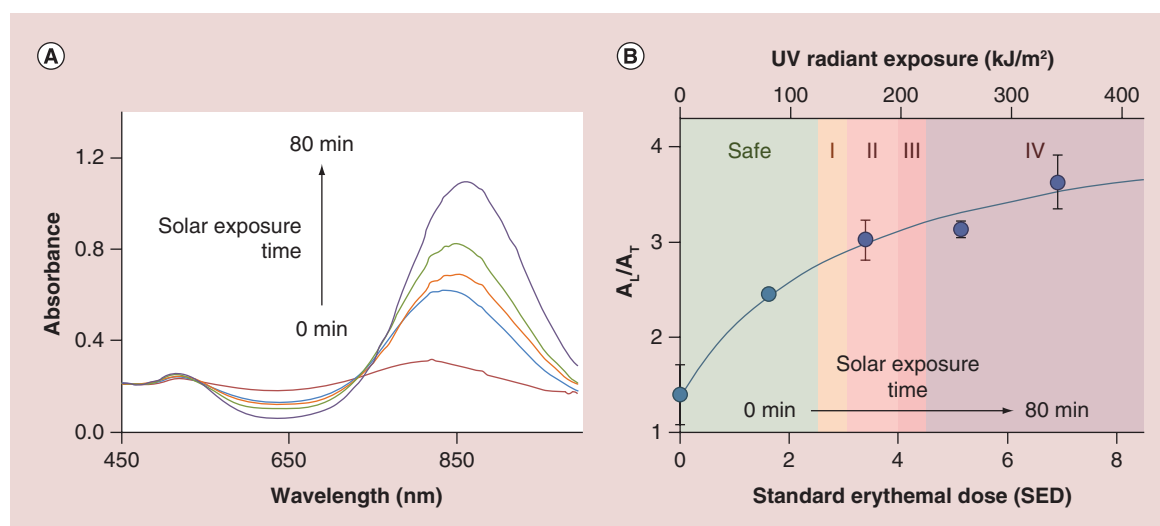 A
1.2
0.8
0.4
0.0
Absorbance
80 min
Solar exposure
time
0 min
450
650
850
Wavelength (nm)
B
UV radiant exposure (kJ/m²)
0
100
200
300
400
4
3
2
1
A_L/A_T
Safe
I
II
III
IV
Solar exposure
time
0 min
80 min
0
2
4
6
8
Standard erythemal dose (SED)